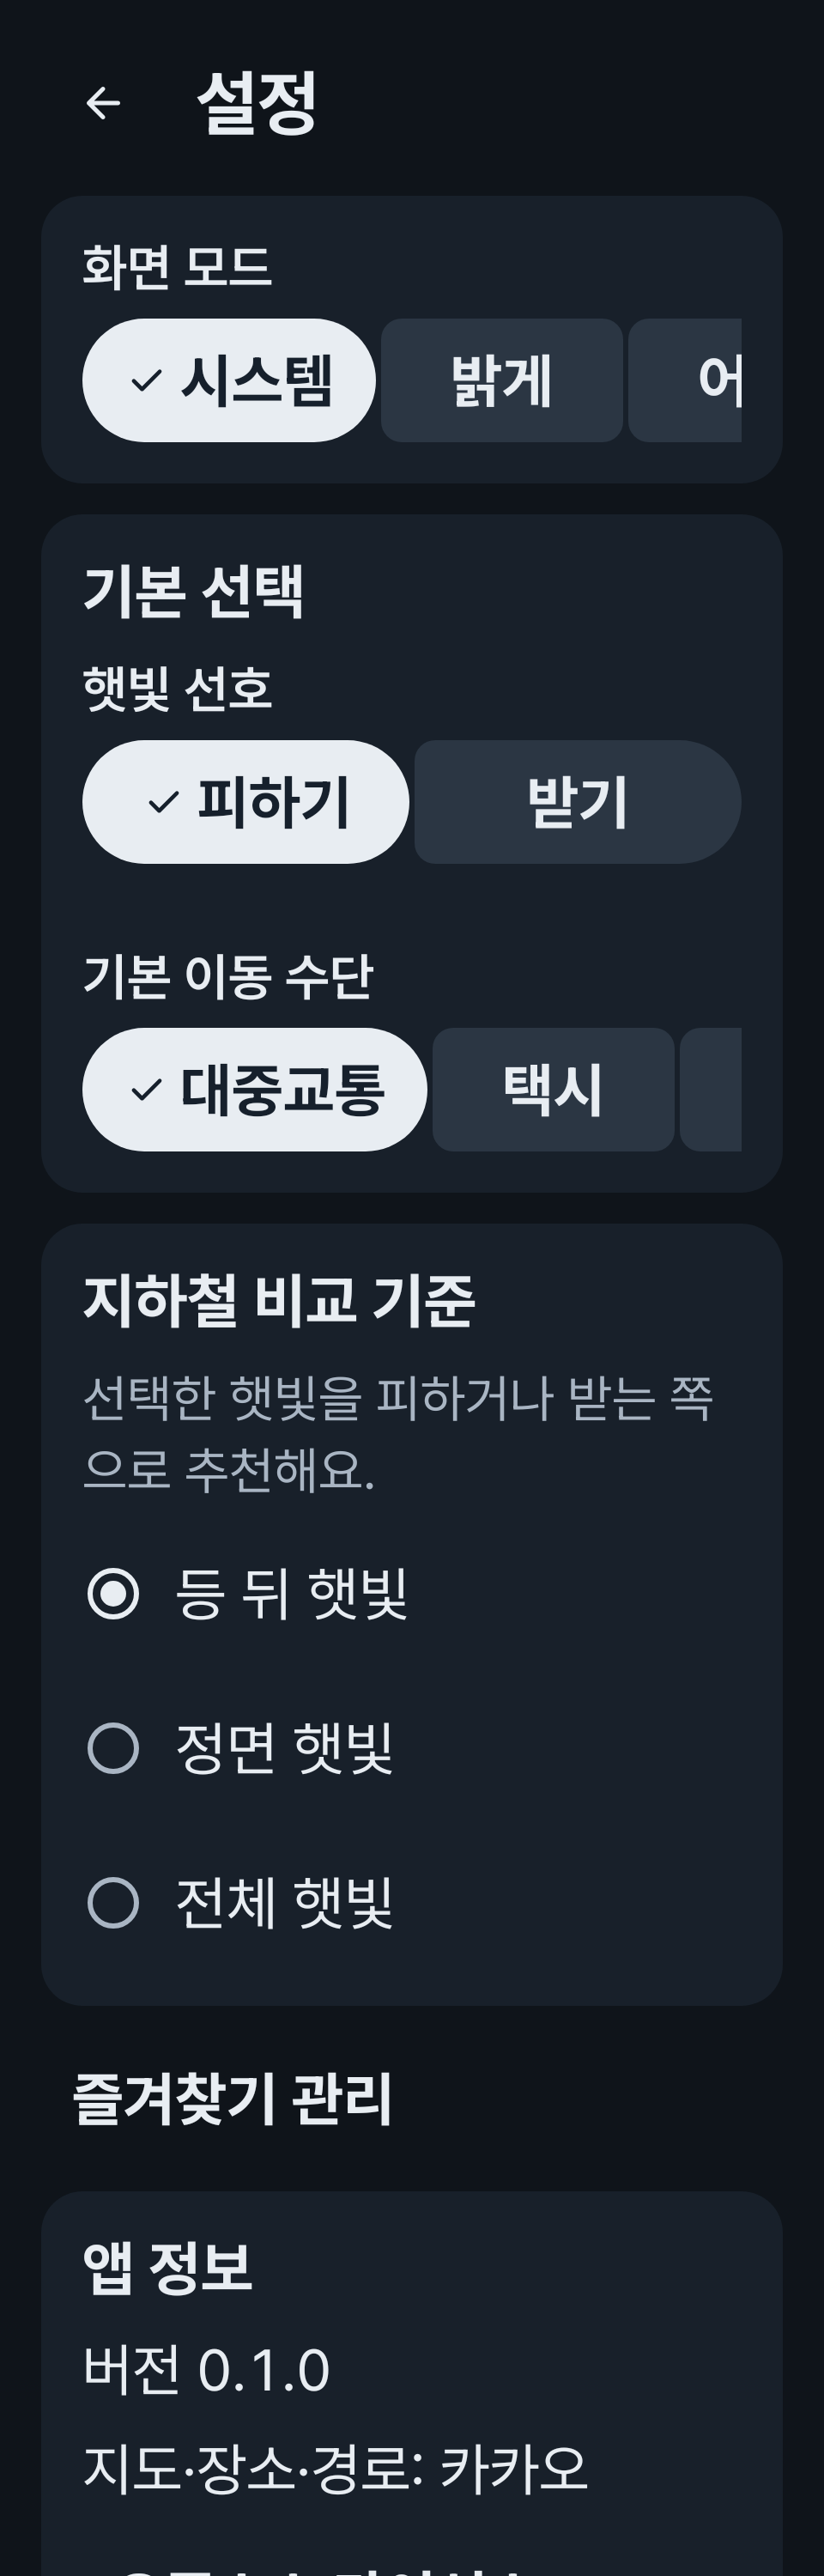 설정
화면 모드
시스템
밝게
어
기본 선택
햇빛 선호
피하기
받기
기본 이동 수단
대중교통
택시
지하철 비교 기준
선택한 햇빛을 피하거나 받는 쪽
으로 추천해요.
등 뒤 햇빛
정면 햇빛
전체 햇빛
즐겨찾기 관리
앱 정보
버전 0.1.0
지도·장소·경로: 카카오